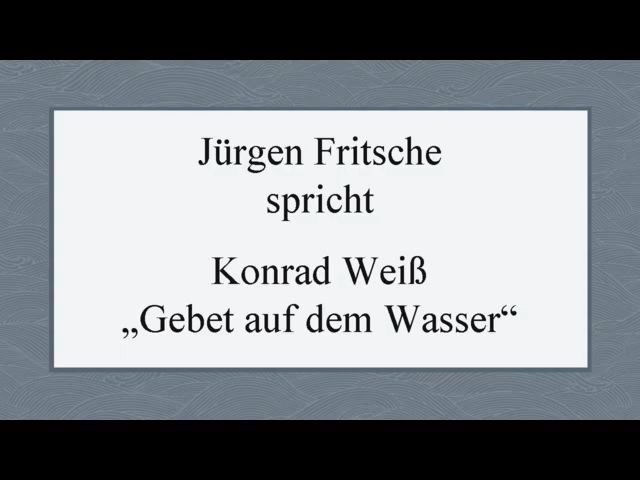 Jürgen Fritsche
spricht
Konrad Weiß
„Gebet auf dem Wasser“